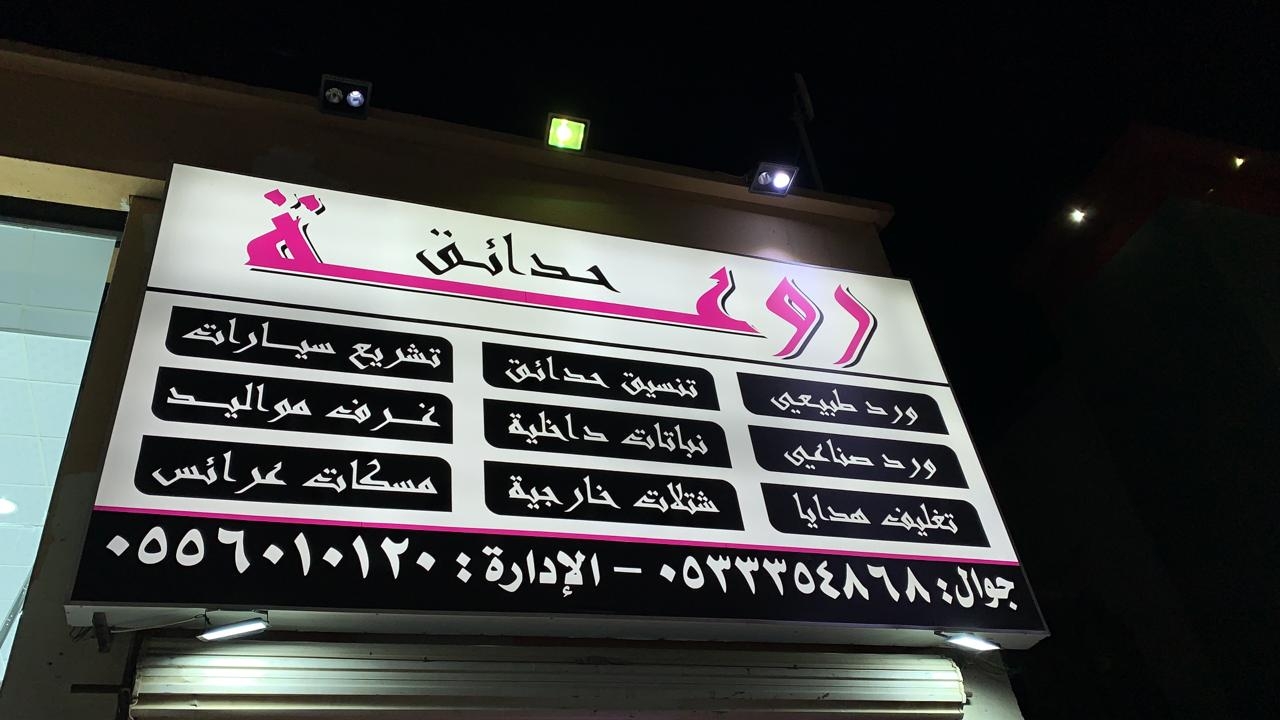 حدائق
روعة
ورد طبيعي
ورد صناعي
تغليف هدايا
تنسيق حدائق
نباتات داخلية
شتلات خارجية
تشريع سيارات
غرف مواليد
مسكات عرائس
جوال: ٠٥٣٣٣٥٤٨٦٨ - الإدارة: ٠٥٥٦٠١٠١٢٠